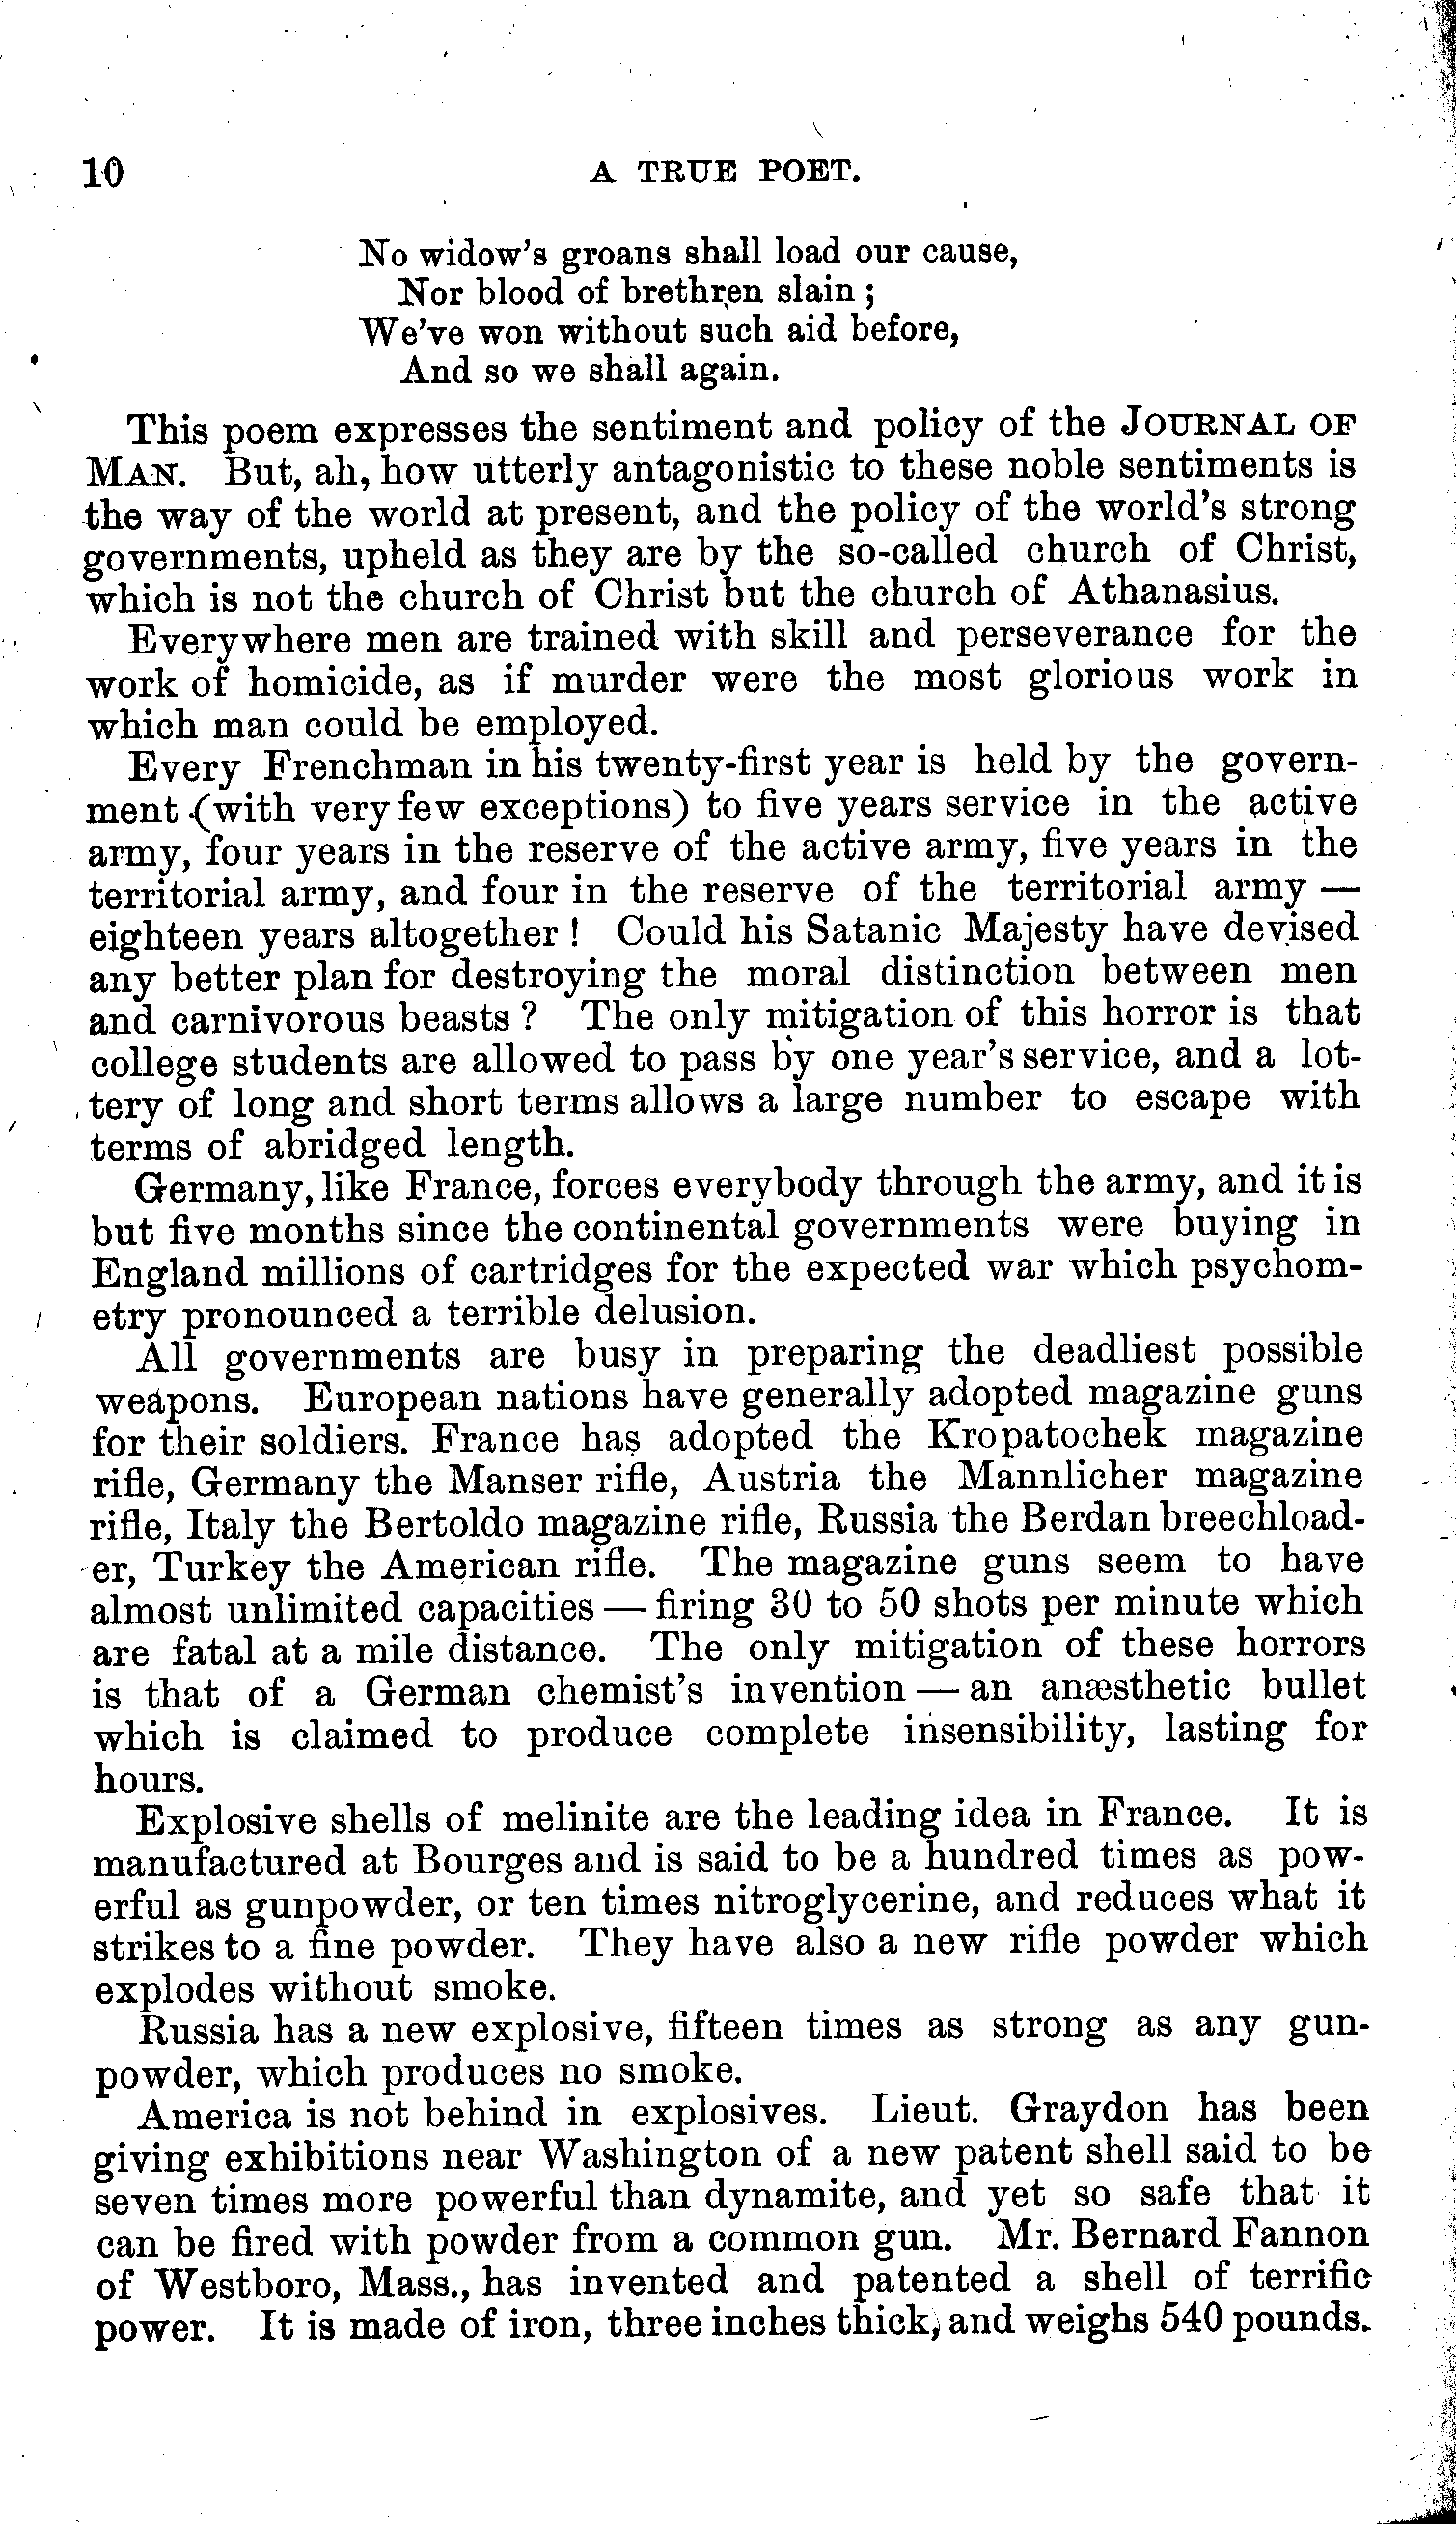 10 A TRUE POET.
No widow's groans shall load our cause,
Nor blood of brethren slain;
We've won without such aid before,
And so we shall again.
This poem expresses the sentiment and policy of the JOURNAL OF
MAN. But, ah, how utterly antagonistic to these noble sentiments is
the way of the world at present, and the policy of the world's strong
governments, upheld as they are by the so-called church of Christ,
which is not the church of Christ but the church of Athanasius.
Everywhere men are trained with skill and perseverance for the
work of homicide, as if murder were the most glorious work in
which man could be employed.
Every Frenchman in his twenty-first year is held by the govern-
ment (with very few exceptions) to five years service in the active
army, four years in the reserve of the active army, five years in the
territorial army, and four in the reserve of the territorial army —
eighteen years altogether! Could his Satanic Majesty have devised
any better plan for destroying the moral distinction between men
and carnivorous beasts? The only mitigation of this horror is that
college students are allowed to pass by one year's service, and a lot-
tery of long and short terms allows a large number to escape with
terms of abridged length.
Germany, like France, forces everybody through the army, and it is
but five months since the continental governments were buying in
England millions of cartridges for the expected war which psychom-
etry pronounced a terrible delusion.
All governments are busy in preparing the deadliest possible
weapons. European nations have generally adopted magazine guns
for their soldiers. France has adopted the Kropatochek magazine
rifle, Germany the Manser rifle, Austria the Mannlicher magazine
rifle, Italy the Bertoldo magazine rifle, Russia the Berdan breechload-
er, Turkey the American rifle. The magazine guns seem to have
almost unlimited capacities — firing 30 to 50 shots per minute which
are fatal at a mile distance. The only mitigation of these horrors
is that of a German chemist's invention — an anæsthetic bullet
which is claimed to produce complete insensibility, lasting for
hours.
Explosive shells of melinite are the leading idea in France. It is
manufactured at Bourges and is said to be a hundred times as pow-
erful as gunpowder, or ten times nitroglycerine, and reduces what it
strikes to a fine powder. They have also a new rifle powder which
explodes without smoke.
Russia has a new explosive, fifteen times as strong as any gun-
powder, which produces no smoke.
America is not behind in explosives. Lieut. Graydon has been
giving exhibitions near Washington of a new patent shell said to be
seven times more powerful than dynamite, and yet so safe that it
can be fired with powder from a common gun. Mr. Bernard Fannon
of Westboro, Mass., has invented and patented a shell of terrific
power. It is made of iron, three inches thick, and weighs 540 pounds.